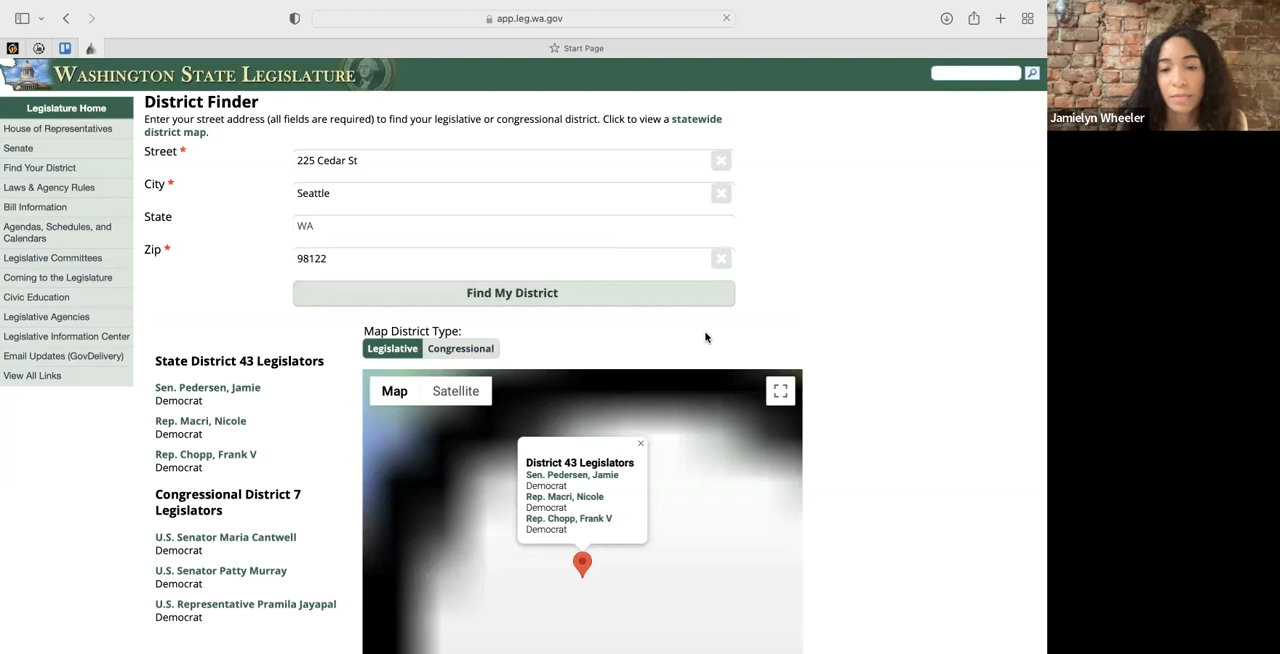 app.leg.wa.gov
Start Page
WASHINGTON STATE LEGISLATURE
Legislature Home
House of Representatives
Senate
Find Your District
Laws & Agency Rules
Bill Information
Agendas, Schedules, and
Calendars
Legislative Committees
Coming to the Legislature
Civic Education
Legislative Agencies
Legislative Information Center
Email Updates (GovDelivery)
View All Links
District Finder
Enter your street address (all fields are required) to find your legislative or congressional district. Click to view a statewide
district map.
Street *
225 Cedar St
City *
Seattle
State
WA
Zip *
98122
Find My District
Map District Type:
Legislative Congressional
State District 43 Legislators
Sen. Pedersen, Jamie
Democrat
Rep. Macri, Nicole
Democrat
Rep. Chopp, Frank V
Democrat
Congressional District 7
Legislators
U.S. Senator Maria Cantwell
Democrat
U.S. Senator Patty Murray
Democrat
U.S. Representative Pramila Jayapal
Democrat
Map Satellite
District 43 Legislators
Sen. Pedersen, Jamie
Democrat
Rep. Macri, Nicole
Democrat
Rep. Chopp, Frank V
Democrat
Jamielyn Wheeler